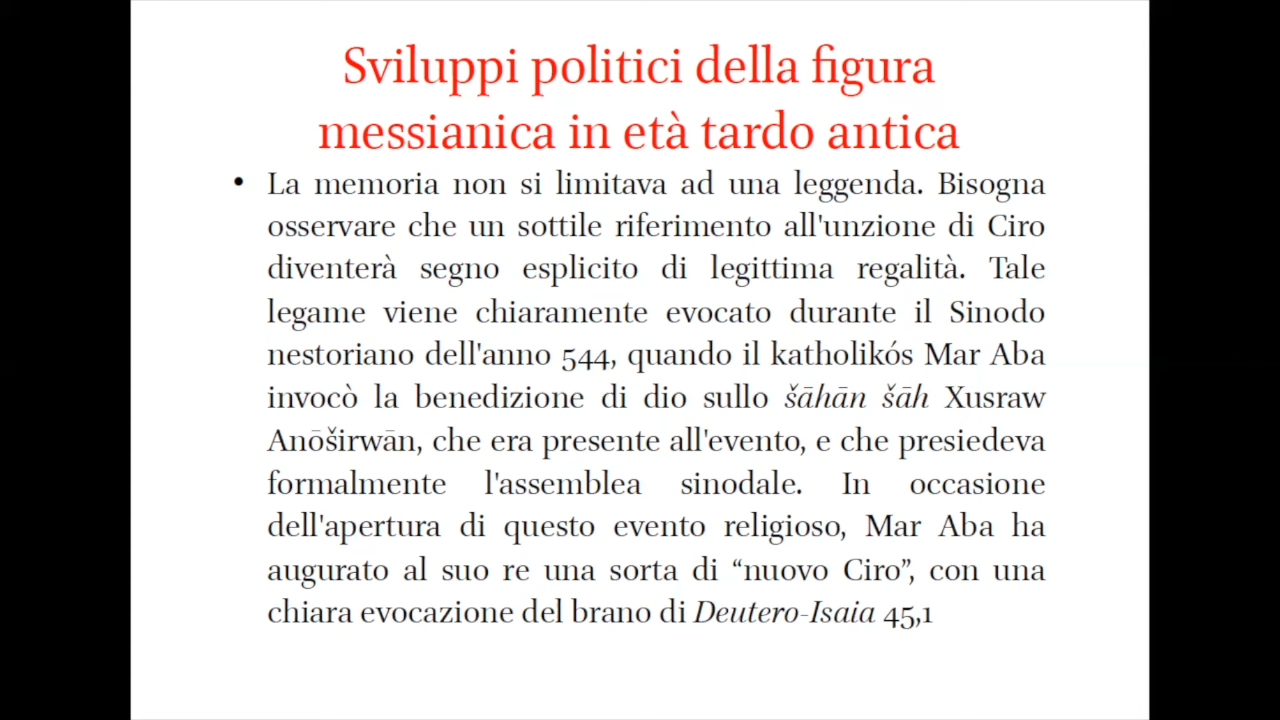 Sviluppi politici della figura
messianica in età tardo antica
• La memoria non si limitava ad una leggenda. Bisogna
osservare che un sottile riferimento all'unzione di Ciro
diventerà segno esplicito di legittima regalità. Tale
legame viene chiaramente evocato durante il Sinodo
nestoriano dell'anno 544, quando il katholikós Mar Aba
invocò la benedizione di dio sullo šāhān šāh Xusraw
Anōširwān, che era presente all'evento, e che presiedeva
formalmente l'assemblea sinodale. In occasione
dell'apertura di questo evento religioso, Mar Aba ha
augurato al suo re una sorta di “nuovo Ciro”, con una
chiara evocazione del brano di Deutero-Isaia 45,1